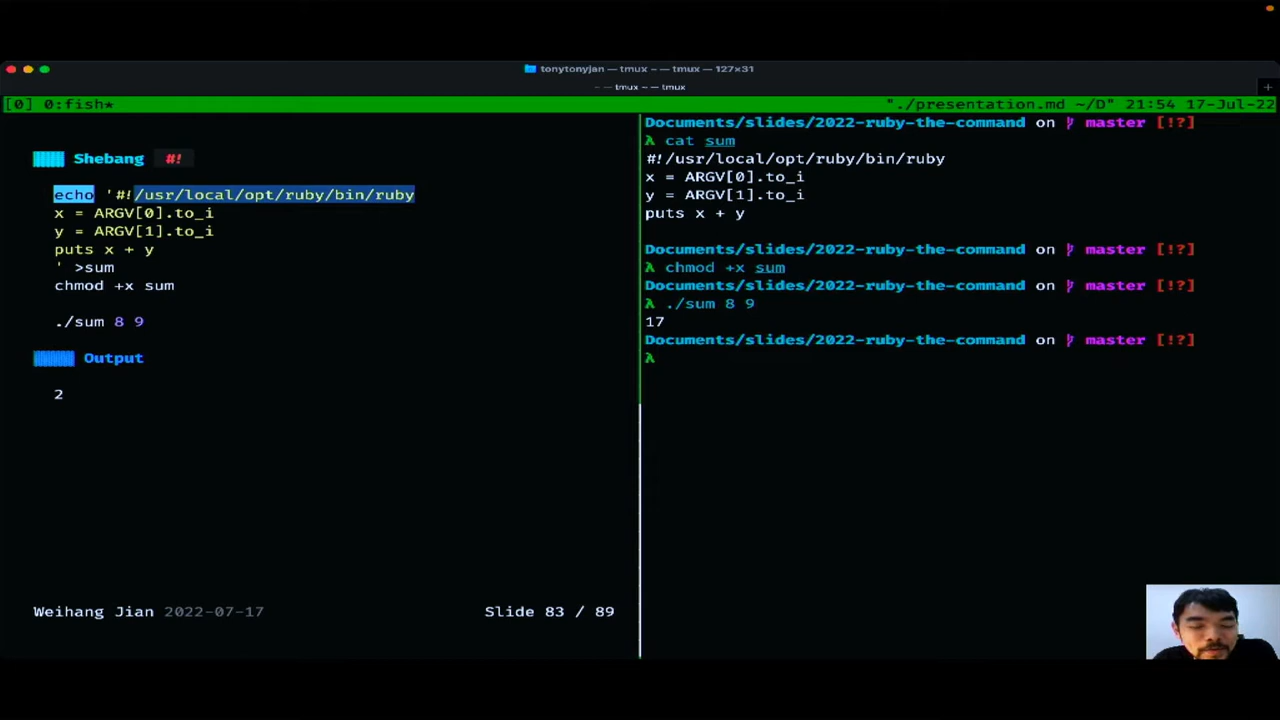 tonytonyjan — tmux ~ — tmux — 127×31
~ — tmux ~ — tmux
[0] 0:fish* "./presentation.md ~/D" 21:54 17-Jul-22
Shebang #!
echo '#!/usr/local/opt/ruby/bin/ruby
x = ARGV[0].to_i
y = ARGV[1].to_i
puts x + y
' >sum
chmod +x sum
./sum 8 9
Output
2
Weihang Jian 2022-07-17
Slide 83 / 89
Documents/slides/2022-ruby-the-command on master [!?]
λ cat sum
#!/usr/local/opt/ruby/bin/ruby
x = ARGV[0].to_i
y = ARGV[1].to_i
puts x + y
Documents/slides/2022-ruby-the-command on master [!?]
λ chmod +x sum
Documents/slides/2022-ruby-the-command on master [!?]
λ ./sum 8 9
17
Documents/slides/2022-ruby-the-command on master [!?]
λ